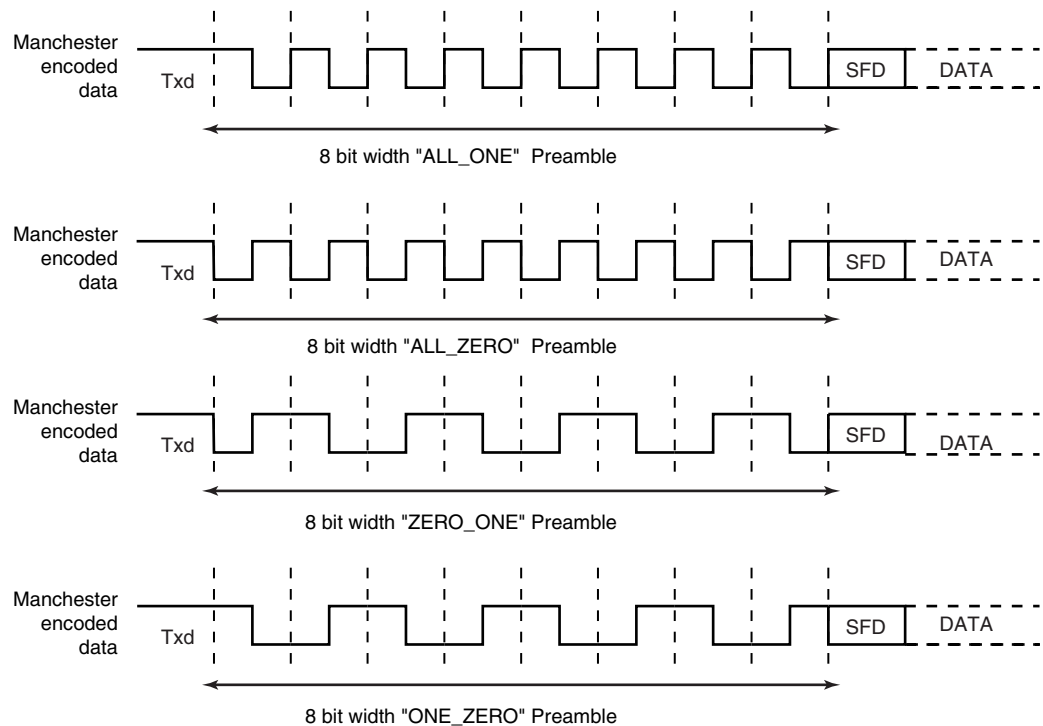 Manchester
encoded
data
Txd
SFD
DATA
8 bit width "ALL_ONE" Preamble
Manchester
encoded
data
Txd
SFD
DATA
8 bit width "ALL_ZERO" Preamble
Manchester
encoded
data
Txd
SFD
DATA
8 bit width "ZERO_ONE" Preamble
Manchester
encoded
data
Txd
SFD
DATA
8 bit width "ONE_ZERO" Preamble